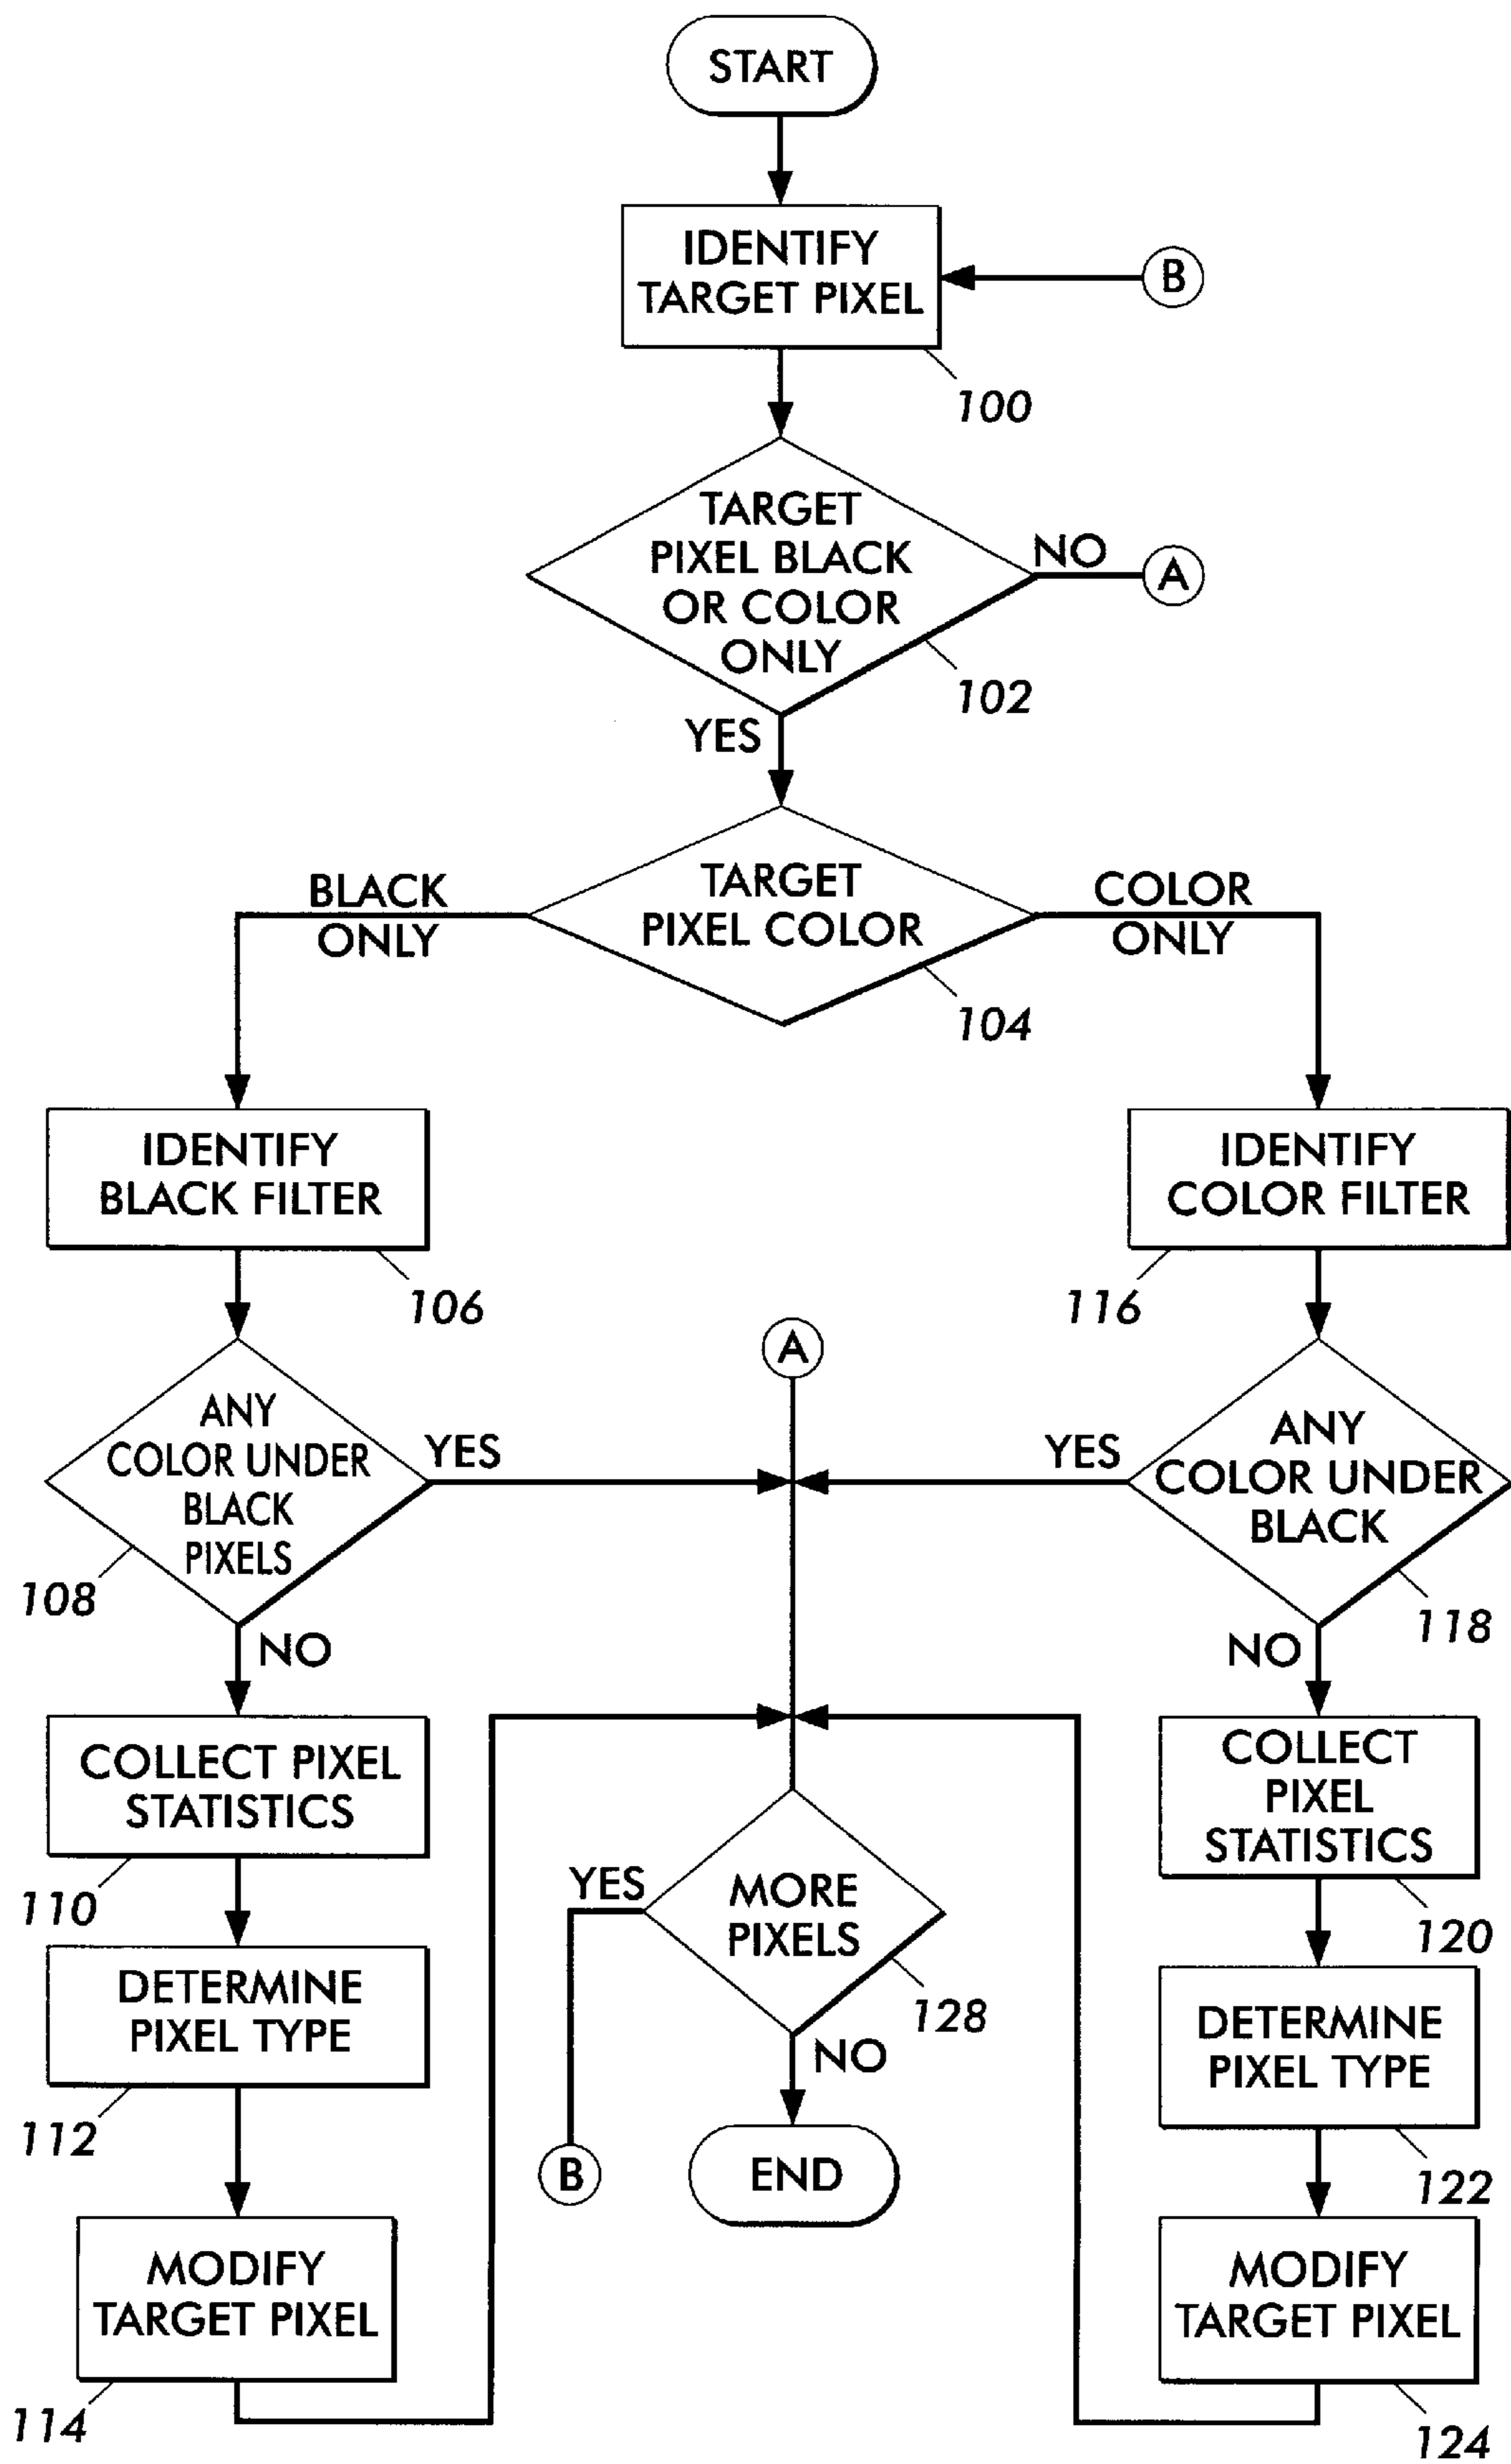 START
IDENTIFY
TARGET PIXEL
B
100
TARGET
PIXEL BLACK
OR COLOR
ONLY
NO
A
102
YES
TARGET
PIXEL COLOR
BLACK
ONLY
COLOR
ONLY
104
IDENTIFY
BLACK FILTER
106
IDENTIFY
COLOR FILTER
116
A
ANY
COLOR UNDER
BLACK
PIXELS
YES
108
NO
YES
ANY
COLOR UNDER
BLACK
118
NO
COLLECT PIXEL
STATISTICS
110
COLLECT
PIXEL
STATISTICS
120
YES
MORE
PIXELS
128
NO
DETERMINE
PIXEL TYPE
112
DETERMINE
PIXEL TYPE
122
B
END
MODIFY
TARGET PIXEL
114
MODIFY
TARGET PIXEL
124